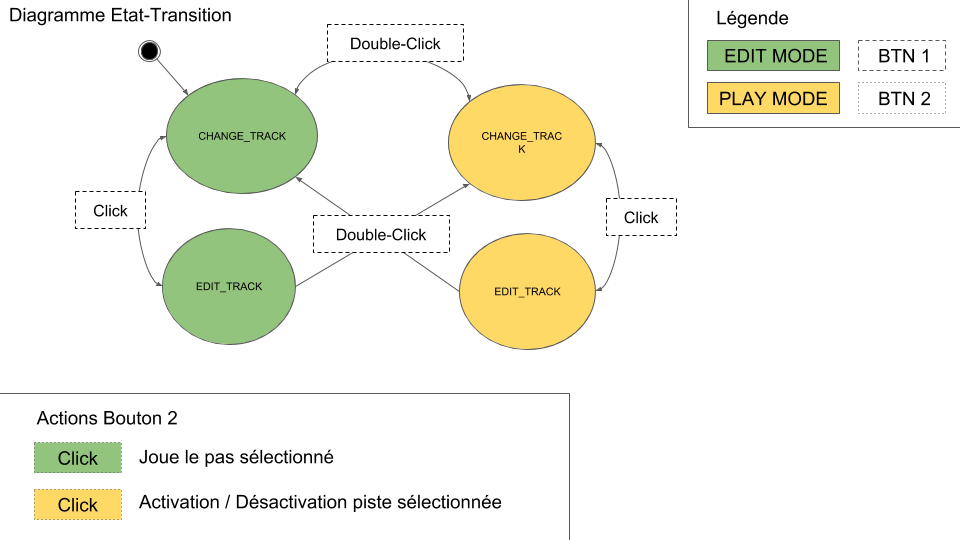 Diagramme Etat-Transition
Légende
EDIT MODE
BTN 1
PLAY MODE
BTN 2
Double-Click
CHANGE_TRACK
CHANGE_TRAC
K
Click
Click
Double-Click
EDIT_TRACK
EDIT_TRACK
Actions Bouton 2
Click
Joue le pas sélectionné
Click
Activation / Désactivation piste sélectionnée